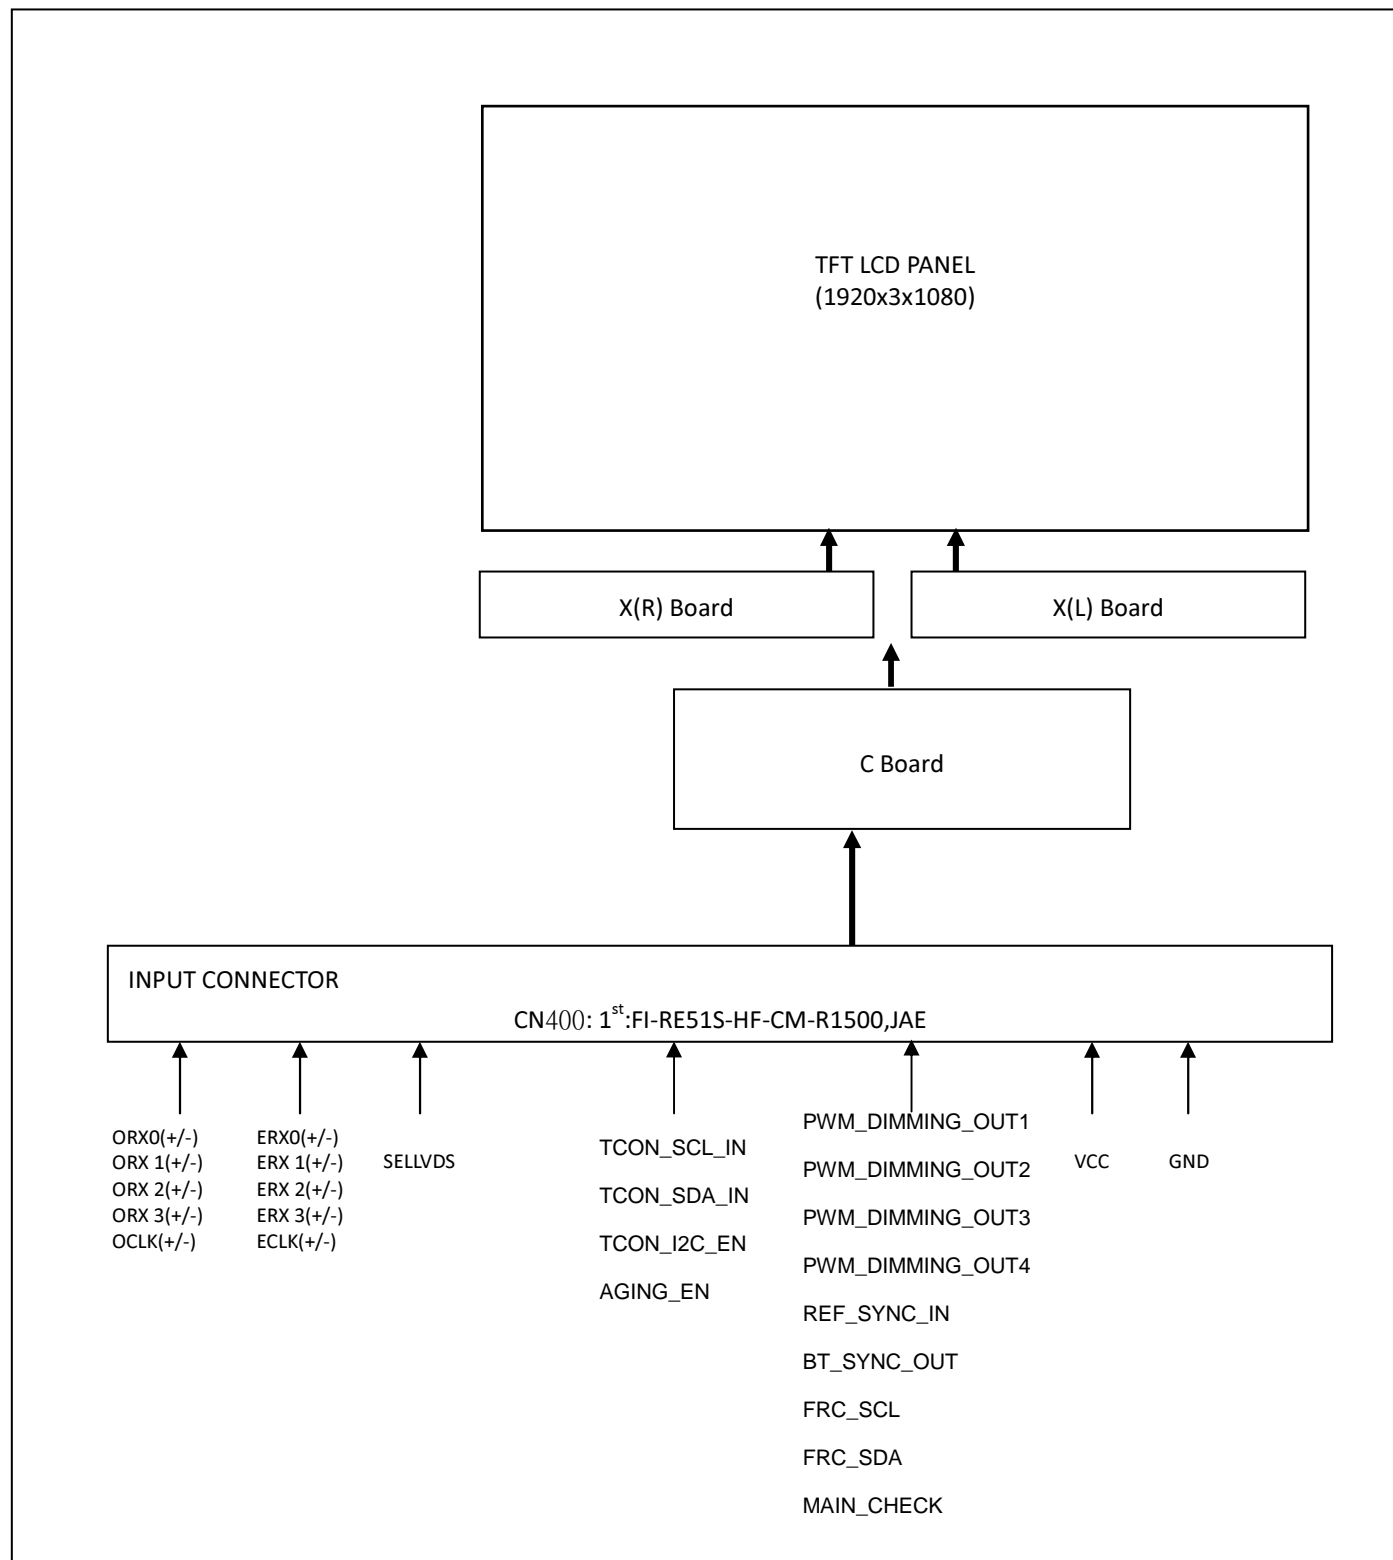 TFT LCD PANEL
(1920x3x1080)
X(R) Board
X(L) Board
C Board
INPUT CONNECTOR
CN400: 1st:FI-RE51S-HF-CM-R1500,JAE
ORX0(+/-)
ORX 1(+/-)
ORX 2(+/-)
ORX 3(+/-)
OCLK(+/-)
ERX0(+/-)
ERX 1(+/-)
ERX 2(+/-)
ERX 3(+/-)
ECLK(+/-)
SELLVDS
TCON_SCL_IN
TCON_SDA_IN
TCON_I2C_EN
AGING_EN
PWM_DIMMING_OUT1
PWM_DIMMING_OUT2
PWM_DIMMING_OUT3
PWM_DIMMING_OUT4
REF_SYNC_IN
BT_SYNC_OUT
FRC_SCL
FRC_SDA
MAIN_CHECK
VCC
GND